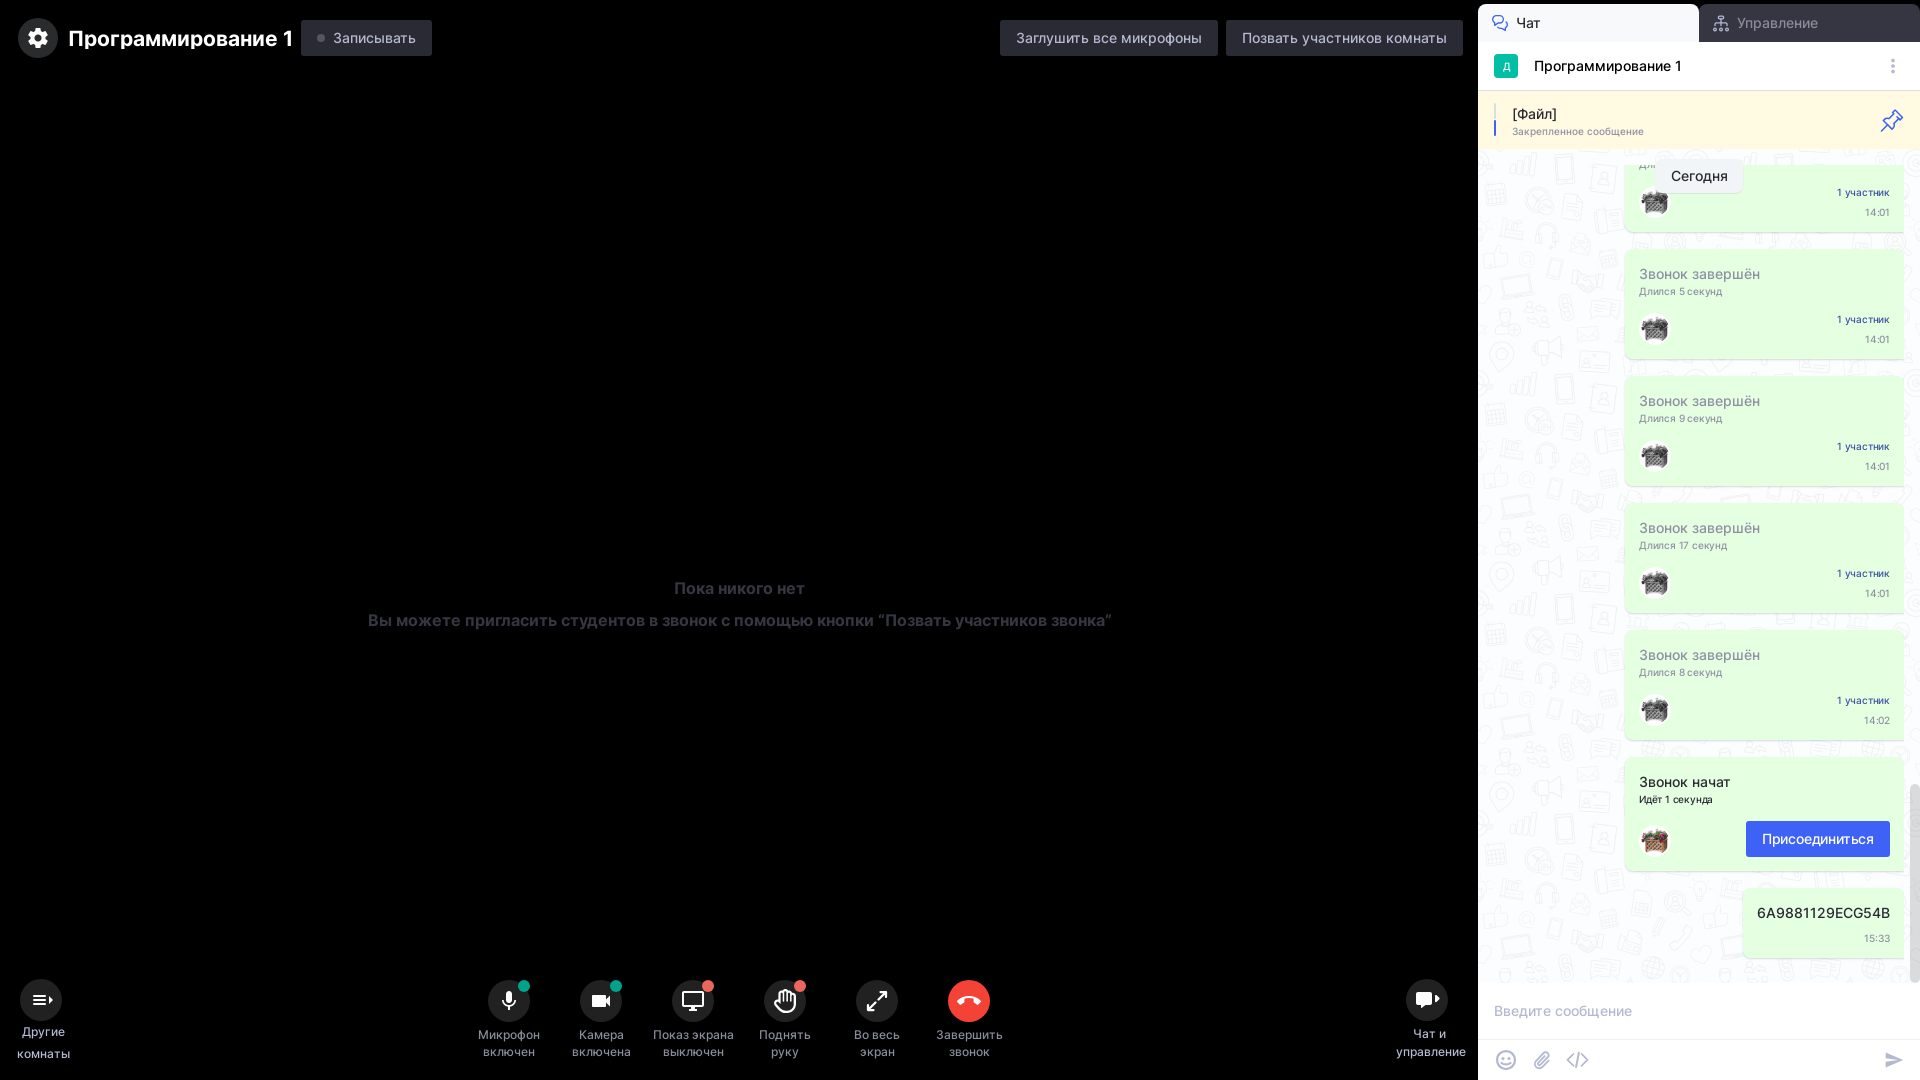 Программирование 1
Записывать
Заглушить все микрофоны
Позвать участников комнаты
Пока никого нет
Вы можете пригласить студентов в звонок с помощью кнопки “Позвать участников звонка”
Другие
комнаты
Микрофон
включен
Камера
включена
Показ экрана
выключен
Поднять
руку
Во весь
экран
Завершить
звонок
Чат и
управление
Чат
Управление
Д
Программирование 1
[Файл]
Закрепленное сообщение
Сегодня
1 участник
14:01
Звонок завершён
Длился 5 секунд
1 участник
14:01
Звонок завершён
Длился 9 секунд
1 участник
14:01
Звонок завершён
Длился 17 секунд
1 участник
14:01
Звонок завершён
Длился 8 секунд
1 участник
14:02
Звонок начат
Идёт 1 секунда
Присоединиться
6A9881129ECG54B
15:33
Введите сообщение